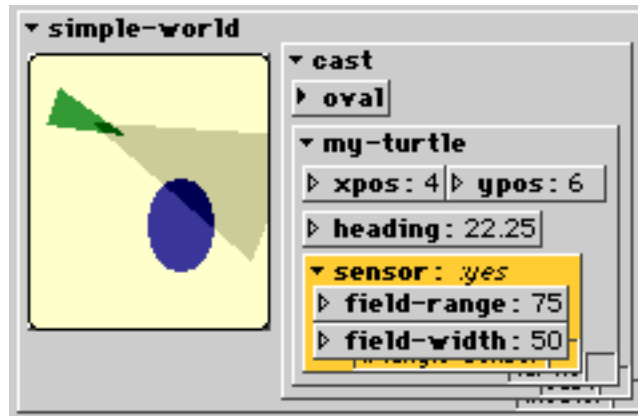 simple-world
cast
oval
my-turtle
xpos: 4 ypos: 6
heading: 22.25
sensor: :yes
field-range: 75
field-width: 50